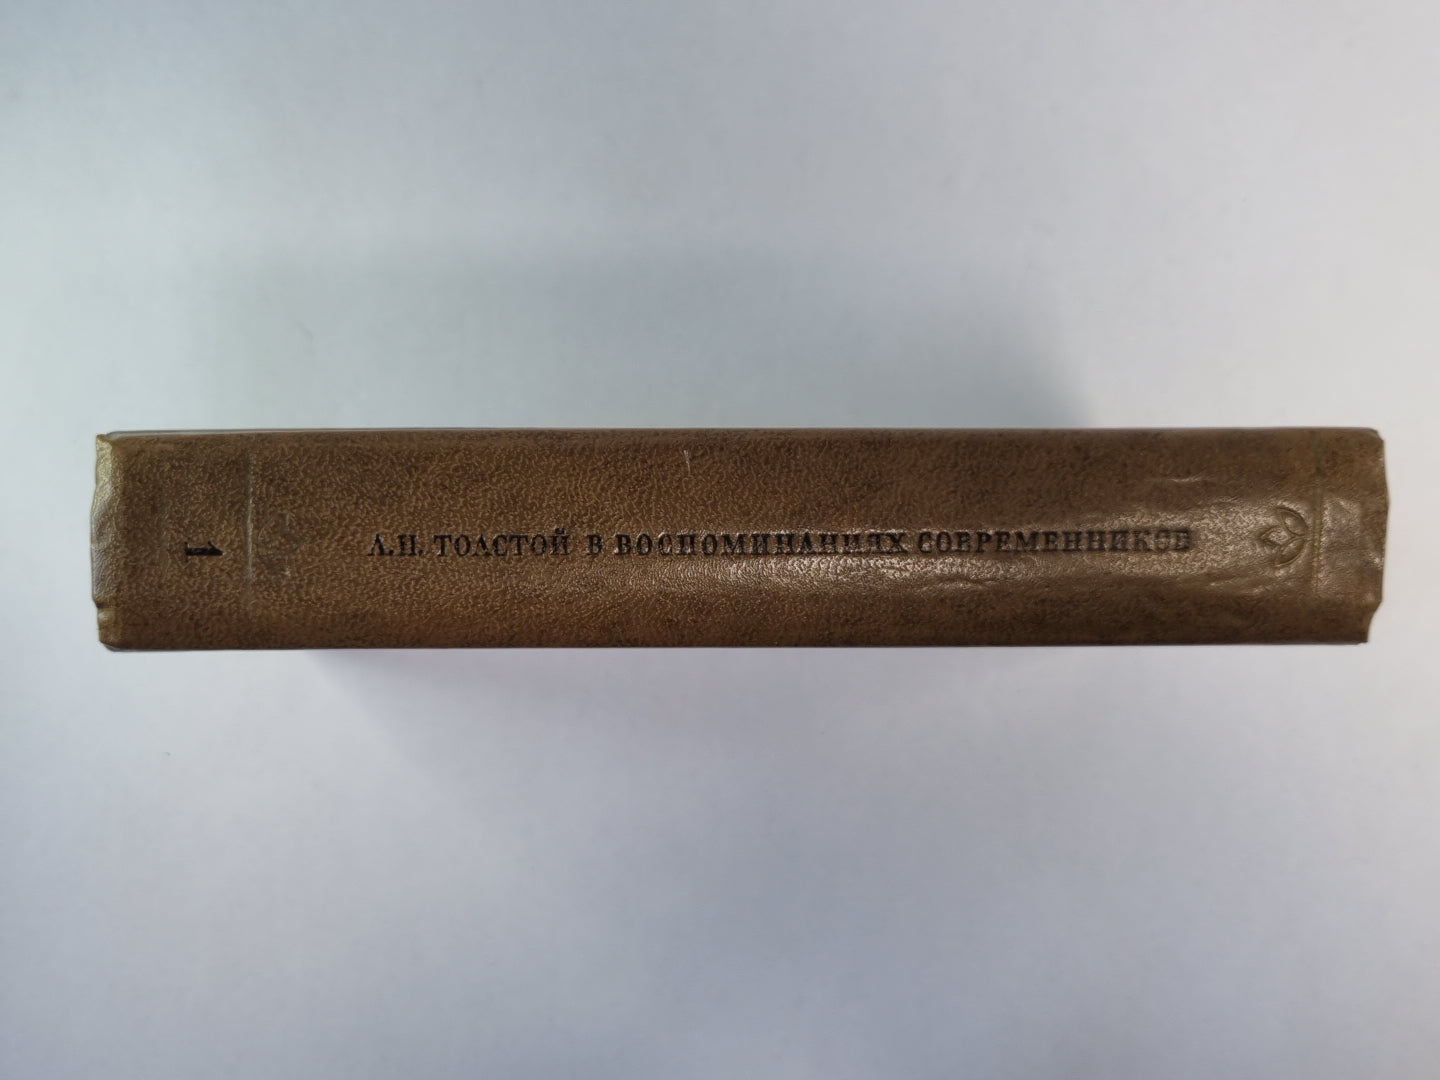 Л.Н. ТОЛСТОЙ В ВОСПОМИНАНИЯХ СОВРЕМЕННИКОВ
1